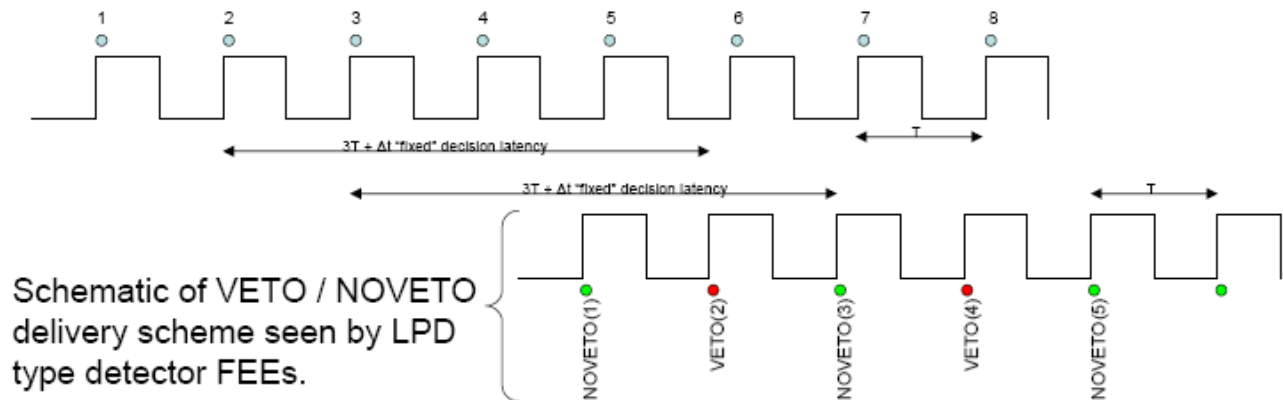 1 2 3 4 5 6 7 8
3T + Δt "fixed" decision latency
T
3T + Δt "fixed" decision latency
T
Schematic of VETO / NOVETO
delivery scheme seen by LPD
type detector FEEs.
NOVETO(1)
VETO(2)
NOVETO(3)
VETO(4)
NOVETO(5)